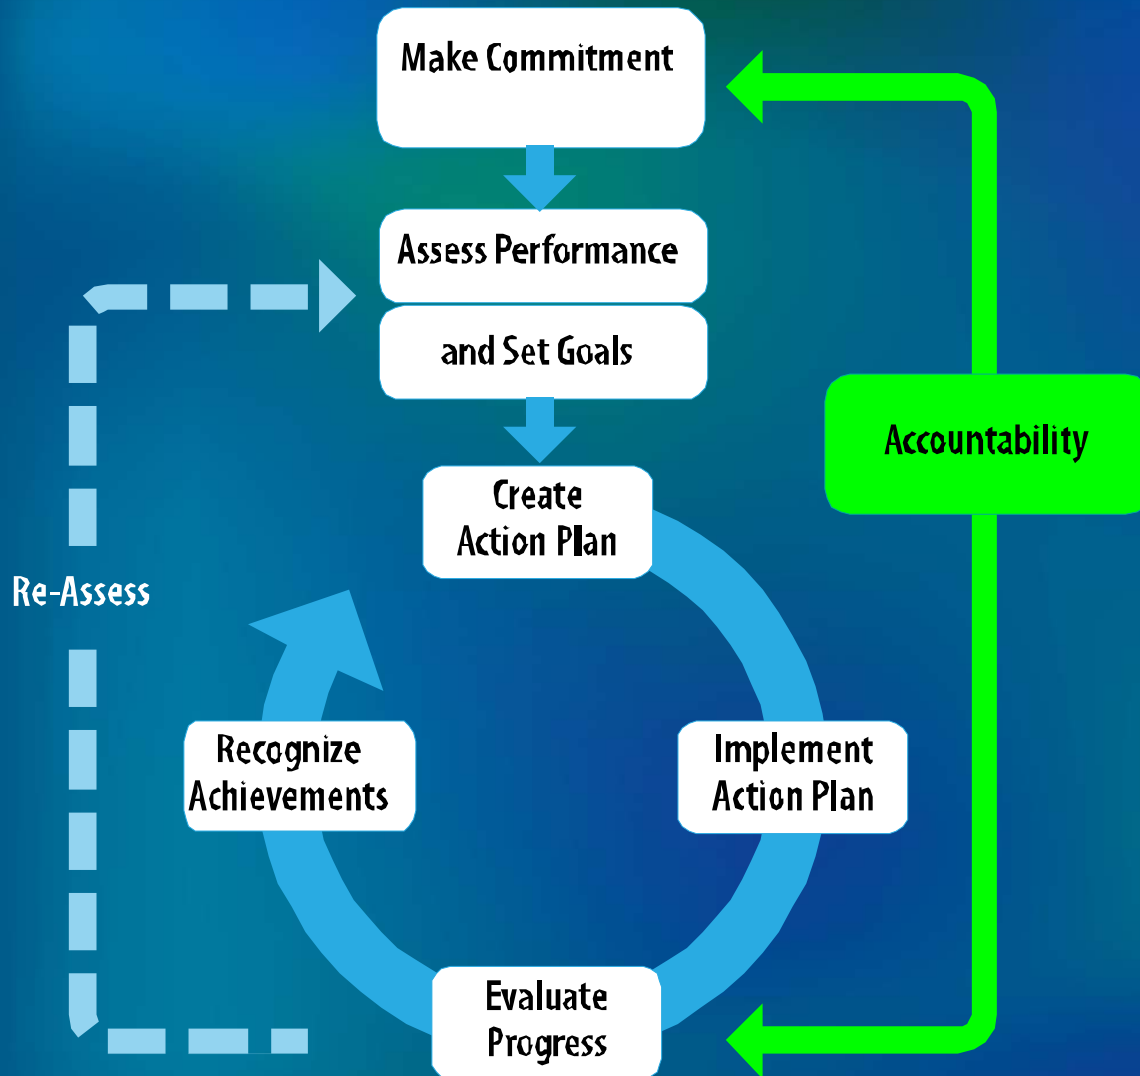 Make Commitment
Assess Performance
and Set Goals
Accountability
Create
Action Plan
Re-Assess
Recognize
Achievements
Implement
Action Plan
Evaluate
Progress